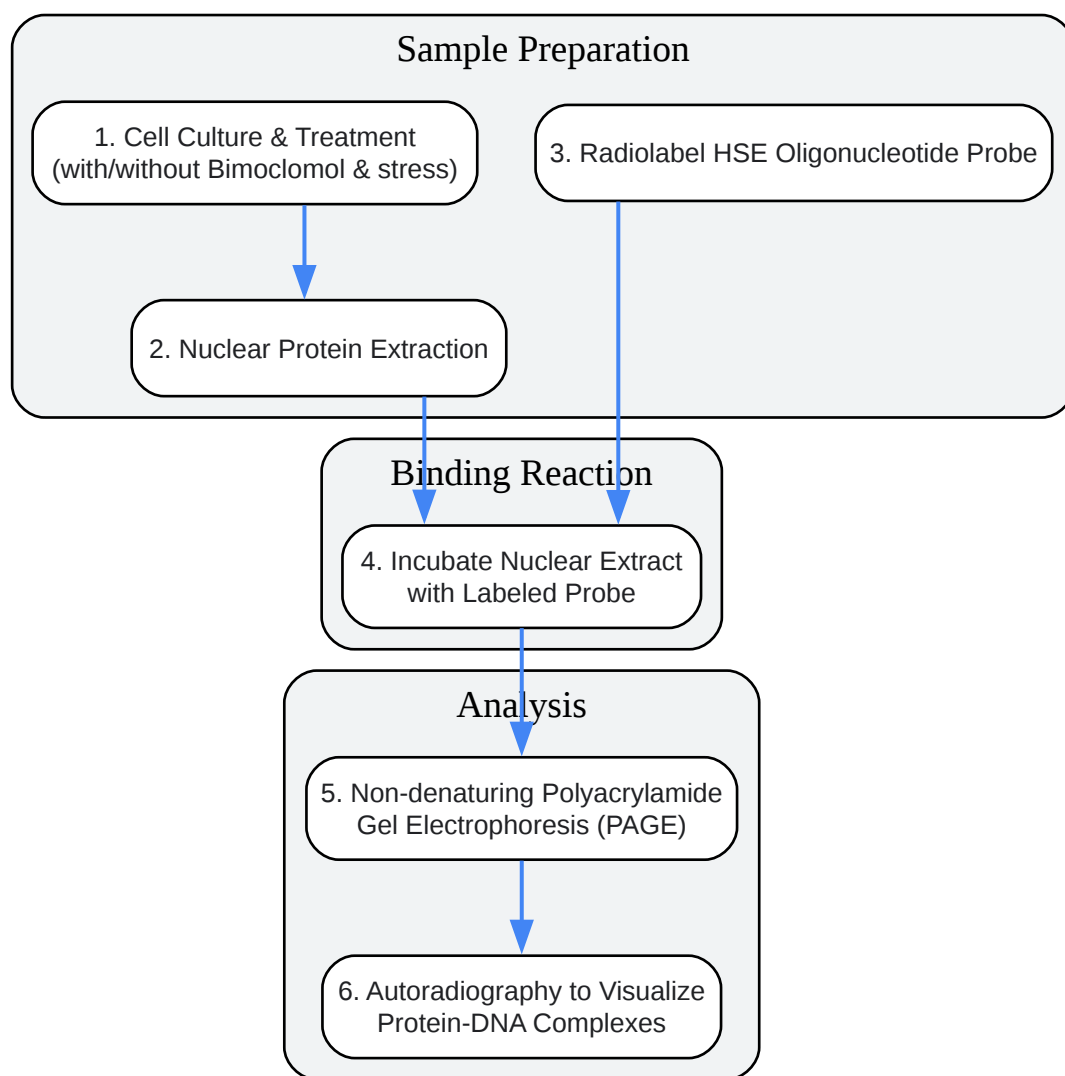 Sample Preparation
1. Cell Culture & Treatment
(with/without Bimoclomol & stress)
3. Radiolabel HSE Oligonucleotide Probe
2. Nuclear Protein Extraction
Binding Reaction
4. Incubate Nuclear Extract
with Labeled Probe
Analysis
5. Non-denaturing Polyacrylamide
Gel Electrophoresis (PAGE)
6. Autoradiography to Visualize
Protein-DNA Complexes